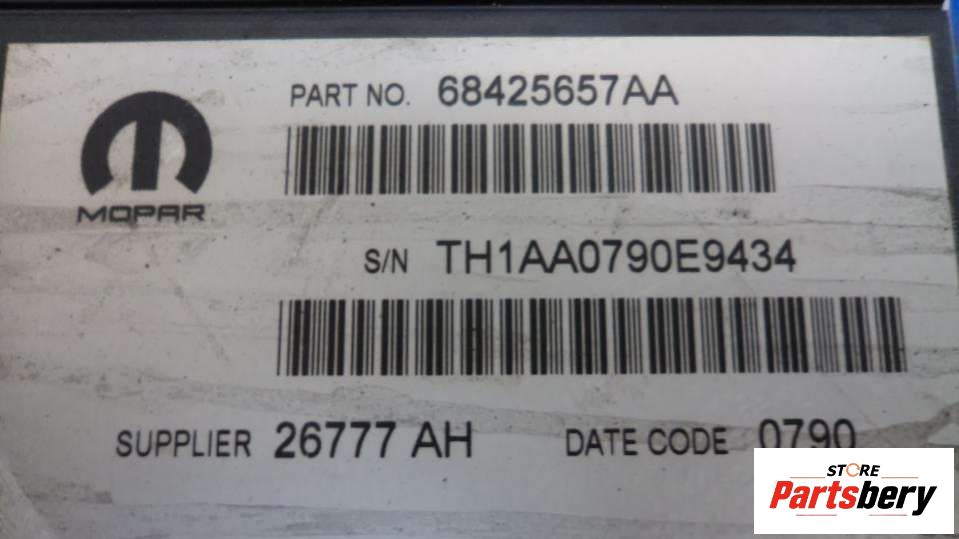 PART NO. 68425657AA
MOPAR
S/N TH1AA0790E9434
SUPPLIER 26777 AH
DATE CODE 0790
STORE
Partsbery